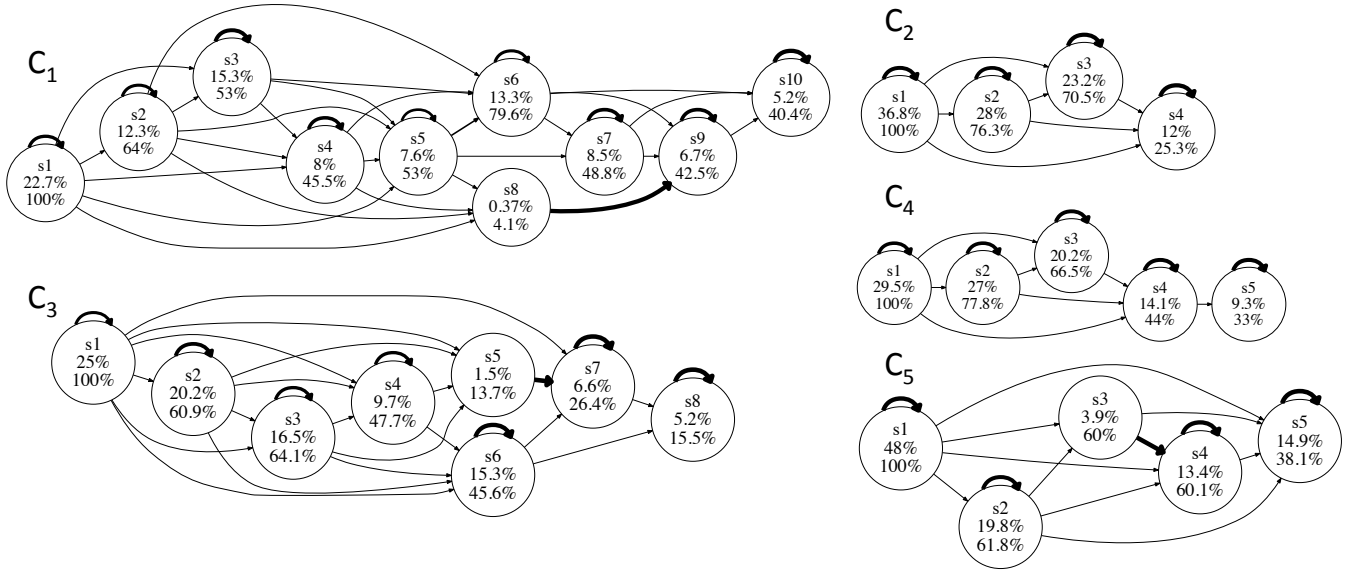 C1
s1
22.7%
100%
s2
12.3%
64%
s3
15.3%
53%
s4
8%
45.5%
s5
7.6%
53%
s6
13.3%
79.6%
s7
8.5%
48.8%
s8
0.37%
4.1%
s9
6.7%
42.5%
s10
5.2%
40.4%
C2
s1
36.8%
100%
s2
28%
76.3%
s3
23.2%
70.5%
s4
12%
25.3%
C3
s1
25%
100%
s2
20.2%
60.9%
s3
16.5%
64.1%
s4
9.7%
47.7%
s5
1.5%
13.7%
s6
15.3%
45.6%
s7
6.6%
26.4%
s8
5.2%
15.5%
C4
s1
29.5%
100%
s2
27%
77.8%
s3
20.2%
66.5%
s4
14.1%
44%
s5
9.3%
33%
C5
s1
48%
100%
s2
19.8%
61.8%
s3
3.9%
60%
s4
13.4%
60.1%
s5
14.9%
38.1%